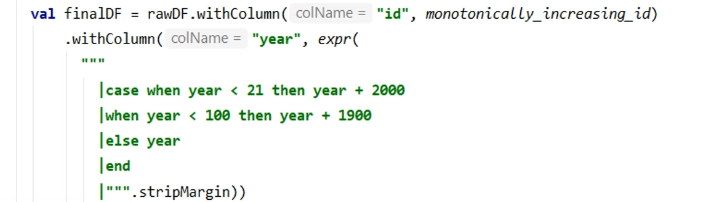 val finalDF = rawDF.withColumn( colName = "id", monotonically_increasing_id)
.withColumn( colName = "year", expr(
"""
|case when year < 21 then year + 2000
|when year < 100 then year + 1900
|else year
|end
|""".stripMargin))